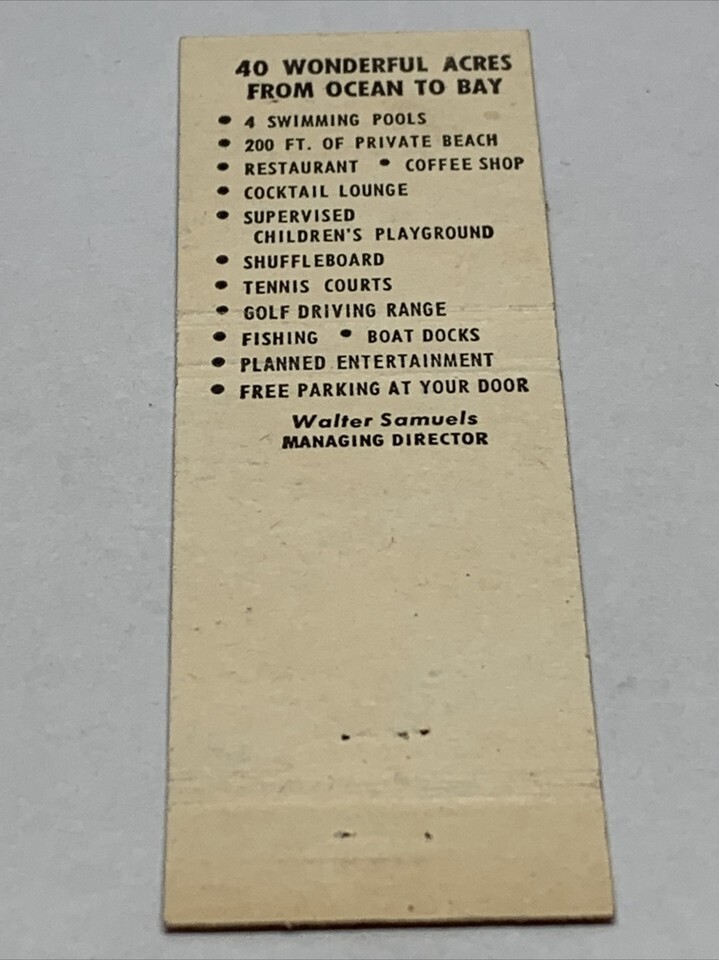 40 WONDERFUL ACRES
FROM OCEAN TO BAY
• 4 SWIMMING POOLS
• 200 FT. OF PRIVATE BEACH
• RESTAURANT • COFFEE SHOP
• COCKTAIL LOUNGE
• SUPERVISED
CHILDREN'S PLAYGROUND
• SHUFFLEBOARD
• TENNIS COURTS
• GOLF DRIVING RANGE
• FISHING • BOAT DOCKS
• PLANNED ENTERTAINMENT
• FREE PARKING AT YOUR DOOR
Walter Samuels
MANAGING DIRECTOR